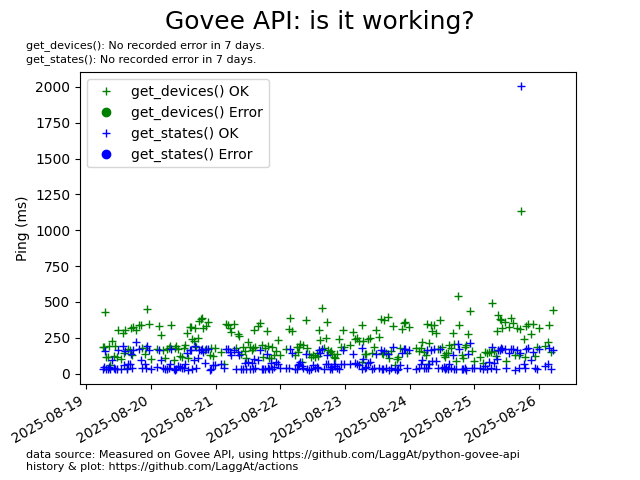 Govee API: is it working?
get_devices(): No recorded error in 7 days.
get_states(): No recorded error in 7 days.
get_devices() OK
get_devices() Error
get_states() OK
get_states() Error
Ping (ms)
2000
1750
1500
1250
1000
750
500
250
0
2025-08-19
2025-08-20
2025-08-21
2025-08-22
2025-08-23
2025-08-24
2025-08-25
2025-08-26
data source: Measured on Govee API, using https://github.com/LaggAt/python-govee-api
history & plot: https://github.com/LaggAt/actions